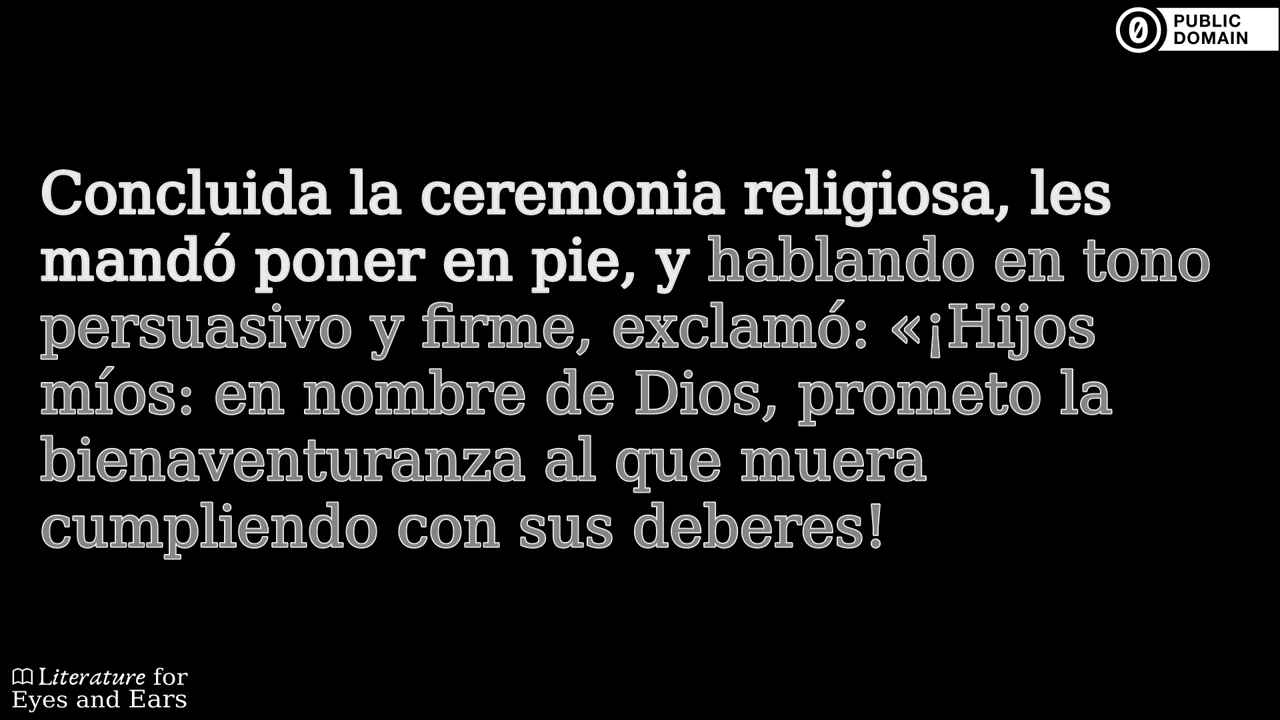 PUBLIC
DOMAIN
Concluida la ceremonia religiosa, les
mandó poner en pie, y hablando en tono
persuasivo y firme, exclamó: «¡Hijos
míos: en nombre de Dios, prometo la
bienaventuranza al que muera
cumpliendo con sus deberes!
Literature for
Eyes and Ears